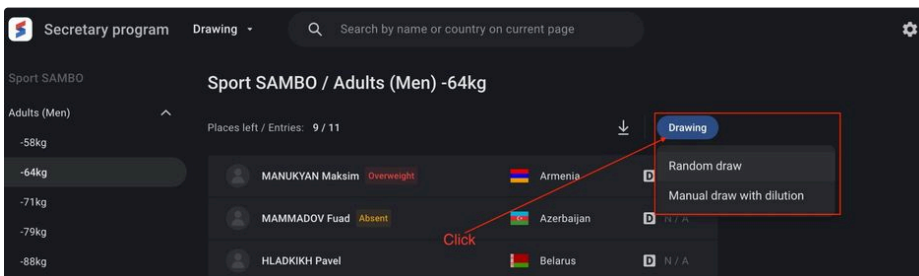 Secretary program Drawing Search by name or country on current page
Sport SAMBO
Sport SAMBO / Adults (Men) -64kg
Adults (Men)
Places left / Entries: 9 / 11 Drawing
-58kg
-64kg
MANUKYAN Maksim Overweight Armenia D
Random draw
-71kg
Manual draw with dilution
MAMMADOV Fuad Absent Azerbaijan D N / A
-79kg
Click
-88kg
HLADKIKH Pavel Belarus D N / A